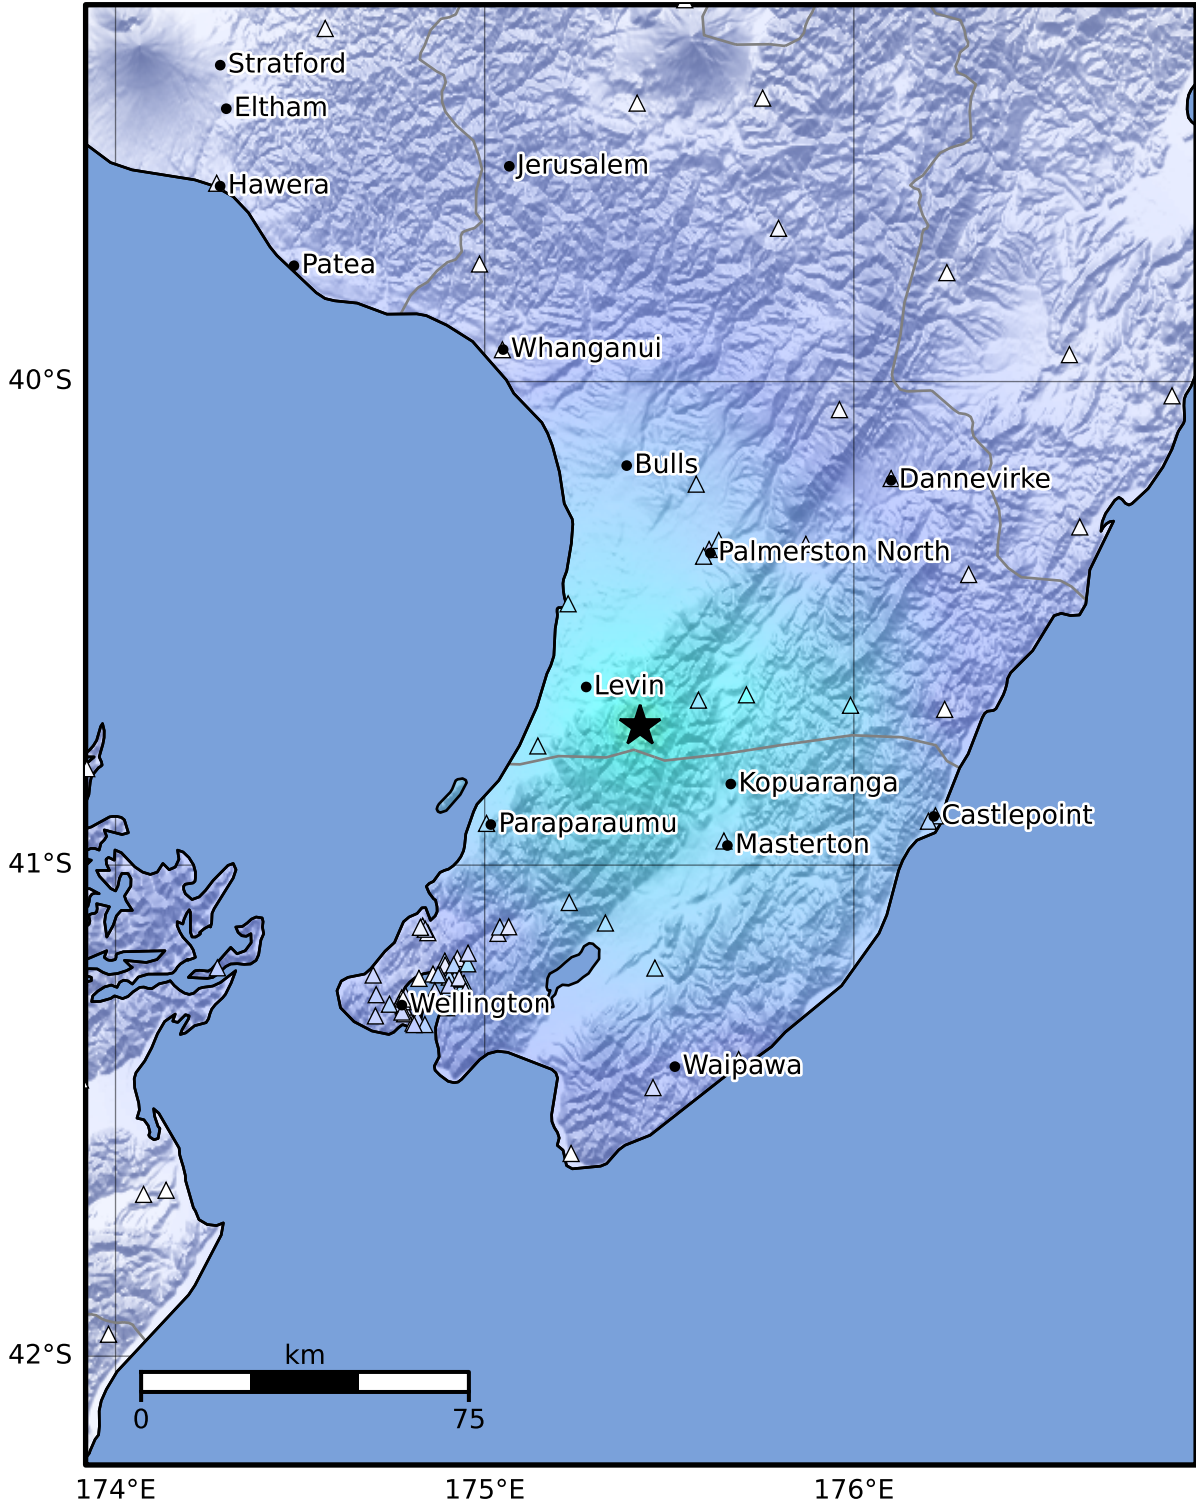 Stratford
Eltham
Jerusalem
Hawera
Patea
Whanganui
40°S
Bulls
Dannevirke
Palmerston North
Levin
Kopuaranga
Castlepoint
Paraparaumu
Masterton
41°S
Wellington
Waipawa
42°S
km
0
75
174°E
175°E
176°E